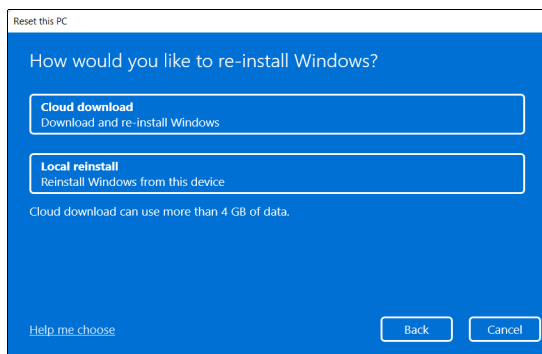 Reset this PC
How would you like to re-install Windows?
Cloud download
Download and re-install Windows
Local reinstall
Reinstall Windows from this device
Cloud download can use more than 4 GB of data.
Help me choose
Back
Cancel